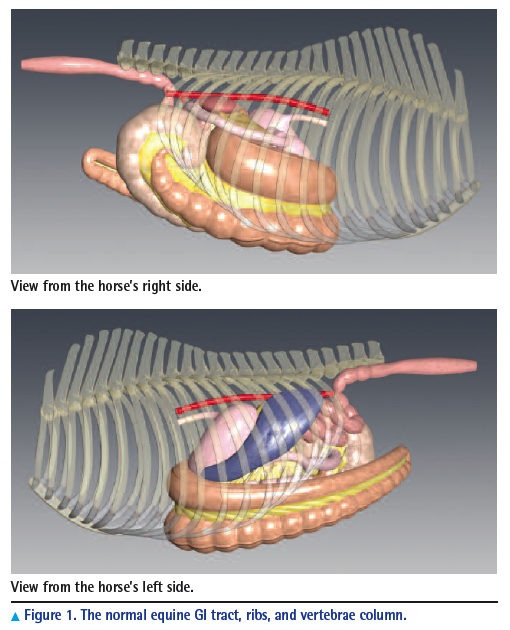 View from the horse's right side.
View from the horse's left side.
▲ Figure 1. The normal equine GI tract, ribs, and vertebrae column.